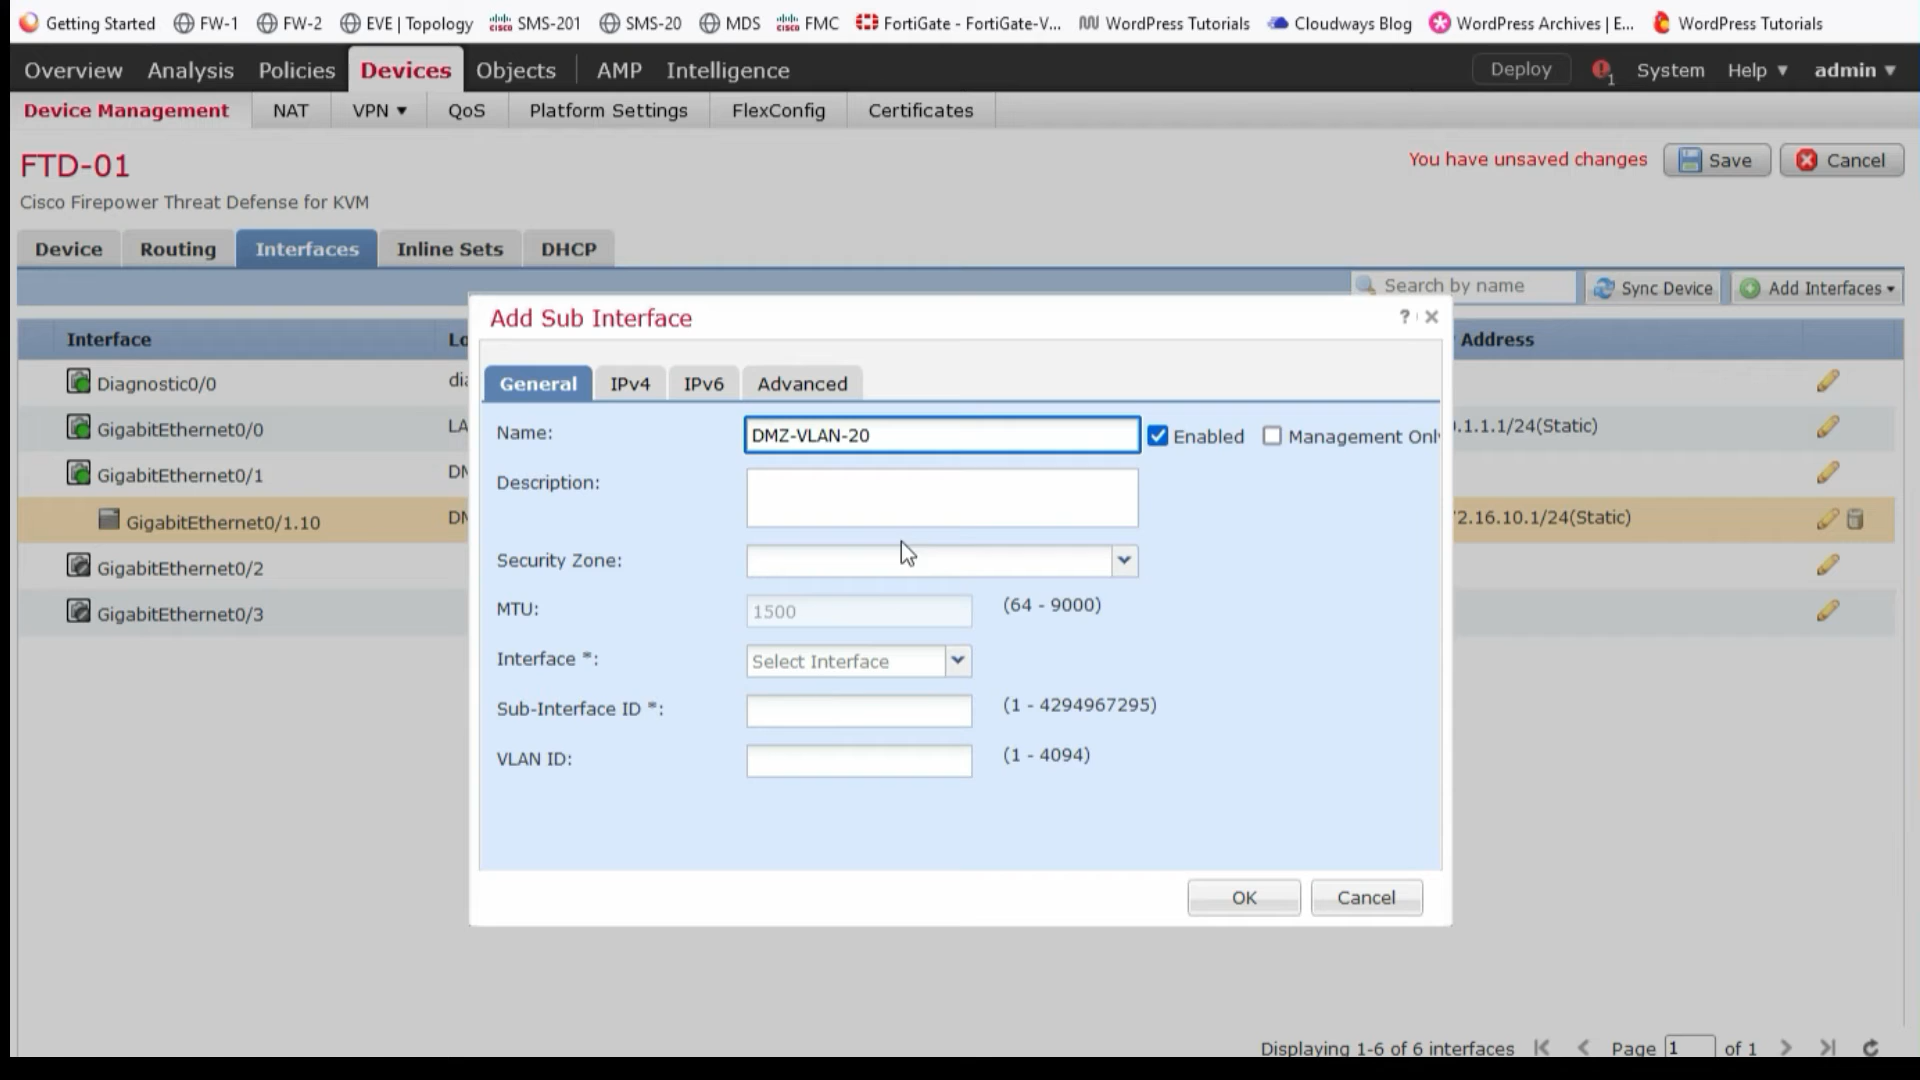 Getting Started FW-1 FW-2 EVE | Topology SMS-201 SMS-20 MDS FMC FortiGate - FortiGate-V... WordPress Tutorials Cloudways Blog WordPress Archives | E... WordPress Tutorials
Overview Analysis Policies Devices Objects AMP Intelligence Deploy 1 System Help admin
Device Management NAT VPN QoS Platform Settings FlexConfig Certificates
FTD-01
You have unsaved changes Save Cancel
Cisco Firepower Threat Defense for KVM
Device Routing Interfaces Inline Sets DHCP
Search by name Sync Device Add Interfaces
Add Sub Interface ?
Interface Lo Address
Diagnostic0/0 dia
General IPv4 IPv6 Advanced
GigabitEthernet0/0 LA .1.1.1/24(Static)
Name: DMZ-VLAN-20 Enabled Management Onl
GigabitEthernet0/1 DM
Description:
GigabitEthernet0/1.10 DM 2.16.10.1/24(Static)
Security Zone:
GigabitEthernet0/2
MTU: 1500 (64 - 9000)
GigabitEthernet0/3
Interface *: Select Interface
Sub-Interface ID *: (1 - 4294967295)
VLAN ID: (1 - 4094)
OK Cancel
Displaying 1-6 of 6 interfaces Page 1 of 1